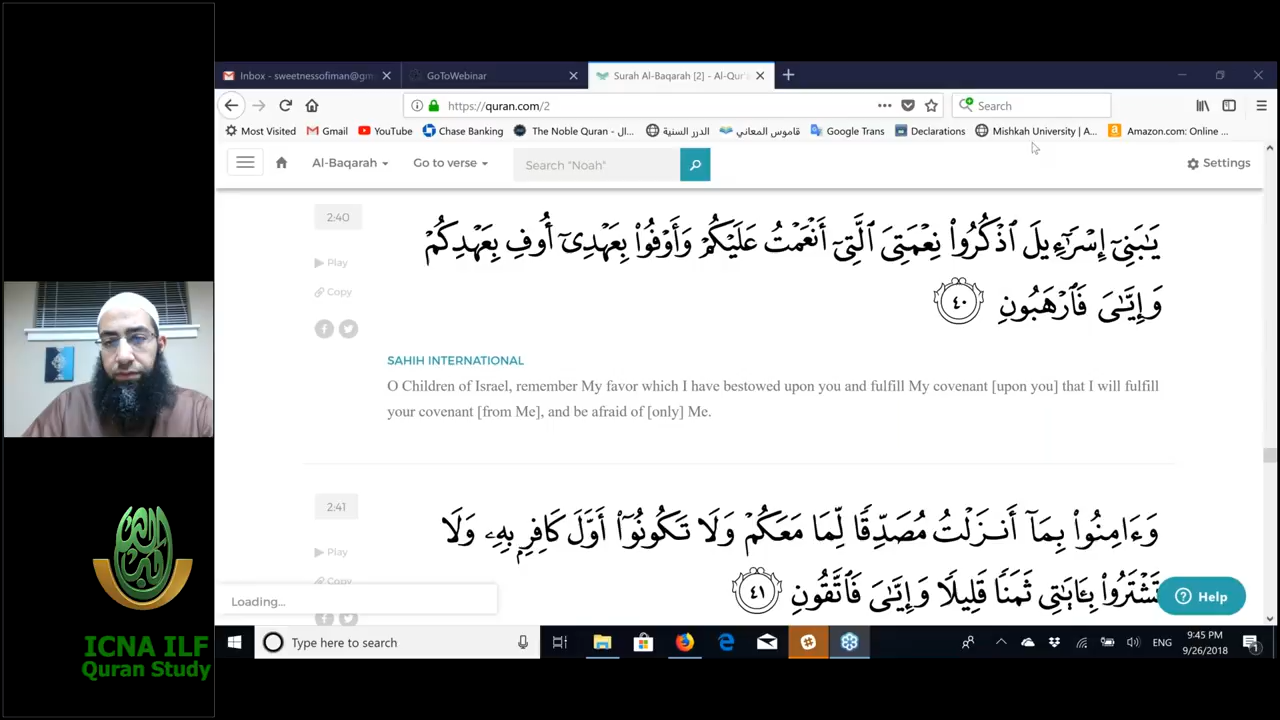 Inbox - sweetnessofiman@gm
GoToWebinar
Surah Al-Baqarah [2] - Al-Qur'a
https://quran.com/2
Search
Most Visited
Gmail
YouTube
Chase Banking
The Noble Quran - ال...
الدرر السنية
قاموس المعاني
Google Trans
Declarations
Mishkah University | A...
Amazon.com: Online ...
Al-Baqarah
Go to verse
Search "Noah"
Settings
2:40
يَـٰبَنِىٓ إِسْرَٰٓءِيلَ ٱذْكُرُوا۟ نِعْمَتِىَ ٱلَّتِىٓ أَنْعَمْتُ عَلَيْكُمْ وَأَوْفُوا۟ بِعَهْدِىٓ أُوفِ بِعَهْدِكُمْ
وَإِيَّـٰىَ فَٱرْهَبُونِ ٤٠
Play
Copy
SAHIH INTERNATIONAL
O Children of Israel, remember My favor which I have bestowed upon you and fulfill My covenant [upon you] that I will fulfill
your covenant [from Me], and be afraid of [only] Me.
2:41
وَءَامِنُوا۟ بِمَآ أَنزَلْتُ مُصَدِّقًا لِّمَا مَعَكُمْ وَلَا تَكُونُوٓا۟ أَوَّلَ كَافِرٍۭ بِهِۦ وَلَا
تَشْتَرُوا۟ بِـَٔايَـٰتِى ثَمَنًا قَلِيلًا وَإِيَّـٰىَ فَٱتَّقُونِ ٤١
Play
Copy
Loading...
Help
Type here to search
ENG
9:45 PM
9/26/2018
ICNA ILF
Quran Study